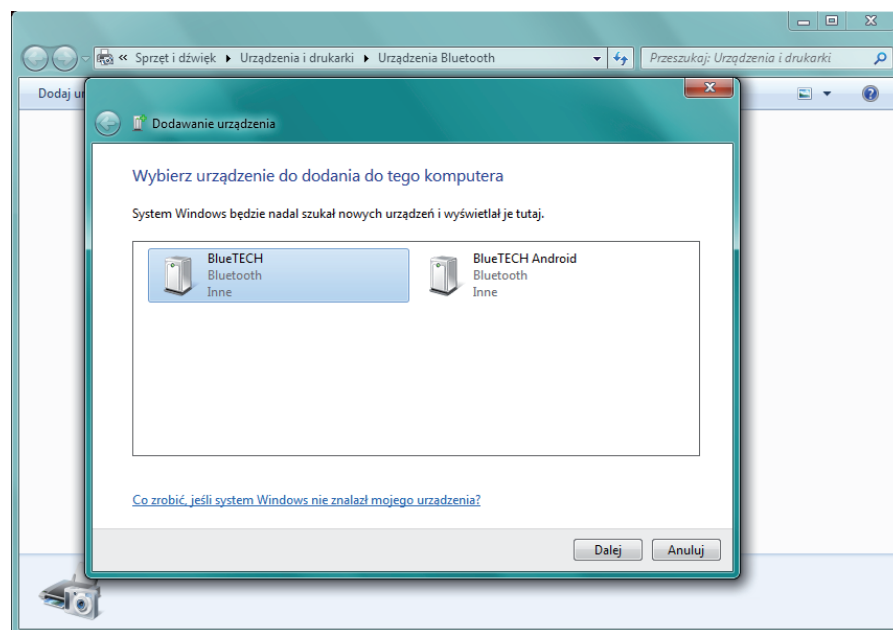 « Sprzęt i dźwięk ▸ Urządzenia i drukarki ▸ Urządzenia Bluetooth
Przeszukaj: Urządzenia i drukarki
Dodaj
Dodawanie urządzenia
Wybierz urządzenie do dodania do tego komputera
System Windows będzie nadal szukał nowych urządzeń i wyświetlał je tutaj.
BlueTECH
Bluetooth
Inne
BlueTECH Android
Bluetooth
Inne
Co zrobić, jeśli system Windows nie znalazł mojego urządzenia?
Dalej
Anuluj